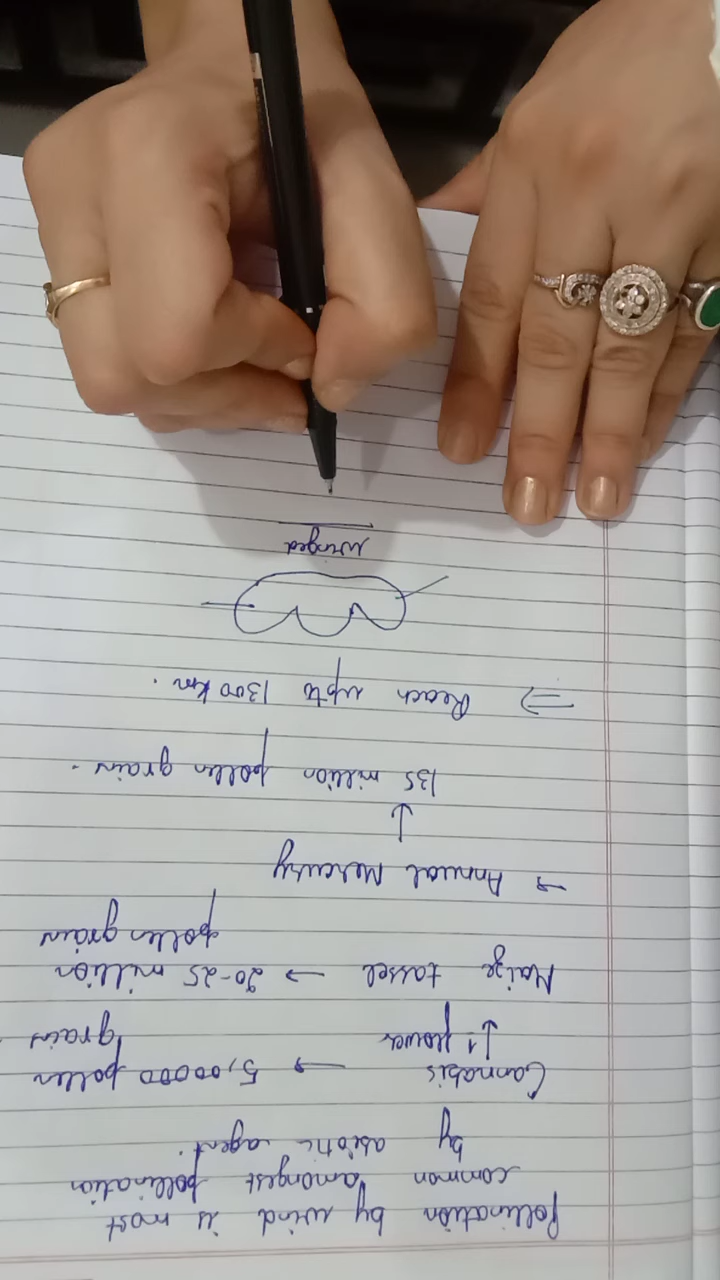 Pollination by wind is most
common amongest pollination
by abiotic agent.
Cannabis → 5,00000 pollen
↓ 1 flower grain
Maize tassel → 20-25 million
pollen grain
→ Annual Mercury
↓
135 million pollen grain.
⇒ Reach upto 1300 km.
winged